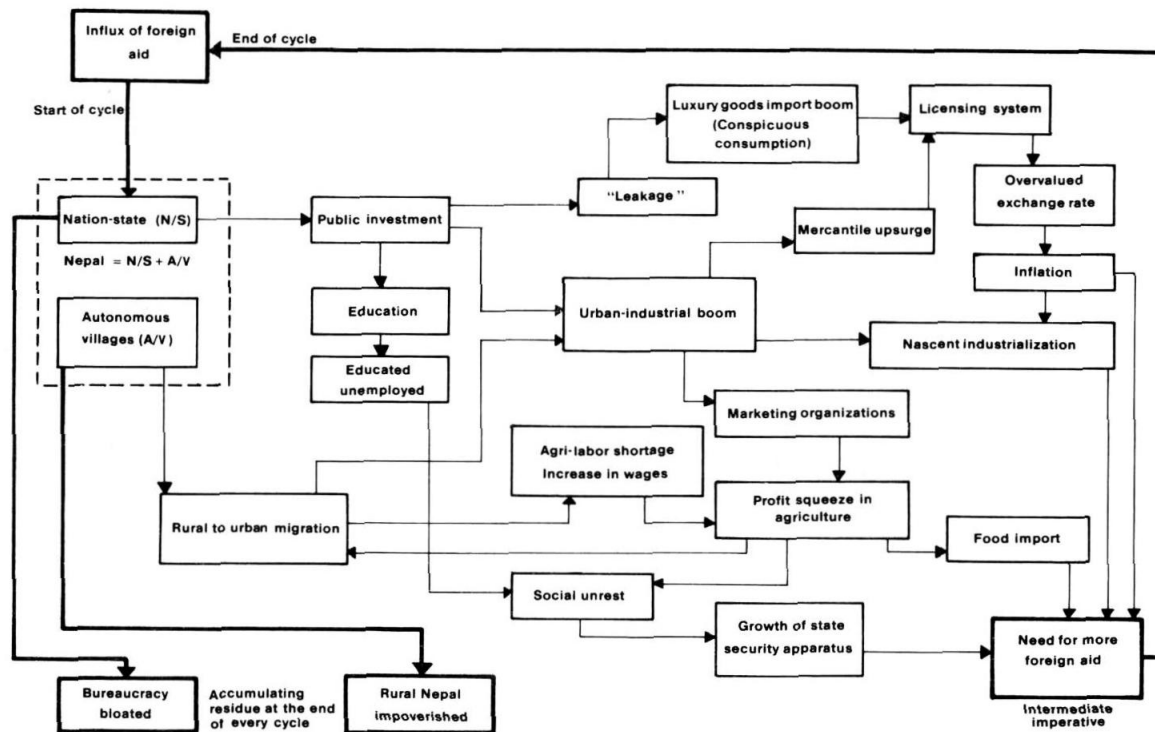 Influx of foreign
aid
End of cycle
Start of cycle
Luxury goods import boom
(Conspicuous
consumption)
Licensing system
"Leakage"
Overvalued
exchange rate
Nation-state (N/S)
Public investment
Mercantile upsurge
Nepal = N/S + A/V
Inflation
Education
Urban-industrial boom
Autonomous
villages (A/V)
Nascent industrialization
Educated
unemployed
Marketing organizations
Agri-labor shortage
Increase in wages
Profit squeeze in
agriculture
Rural to urban migration
Food import
Social unrest
Growth of state
security apparatus
Need for more
foreign aid
Bureaucracy
bloated
Accumulating
residue at the end
of every cycle
Rural Nepal
impoverished
Intermediate
imperative